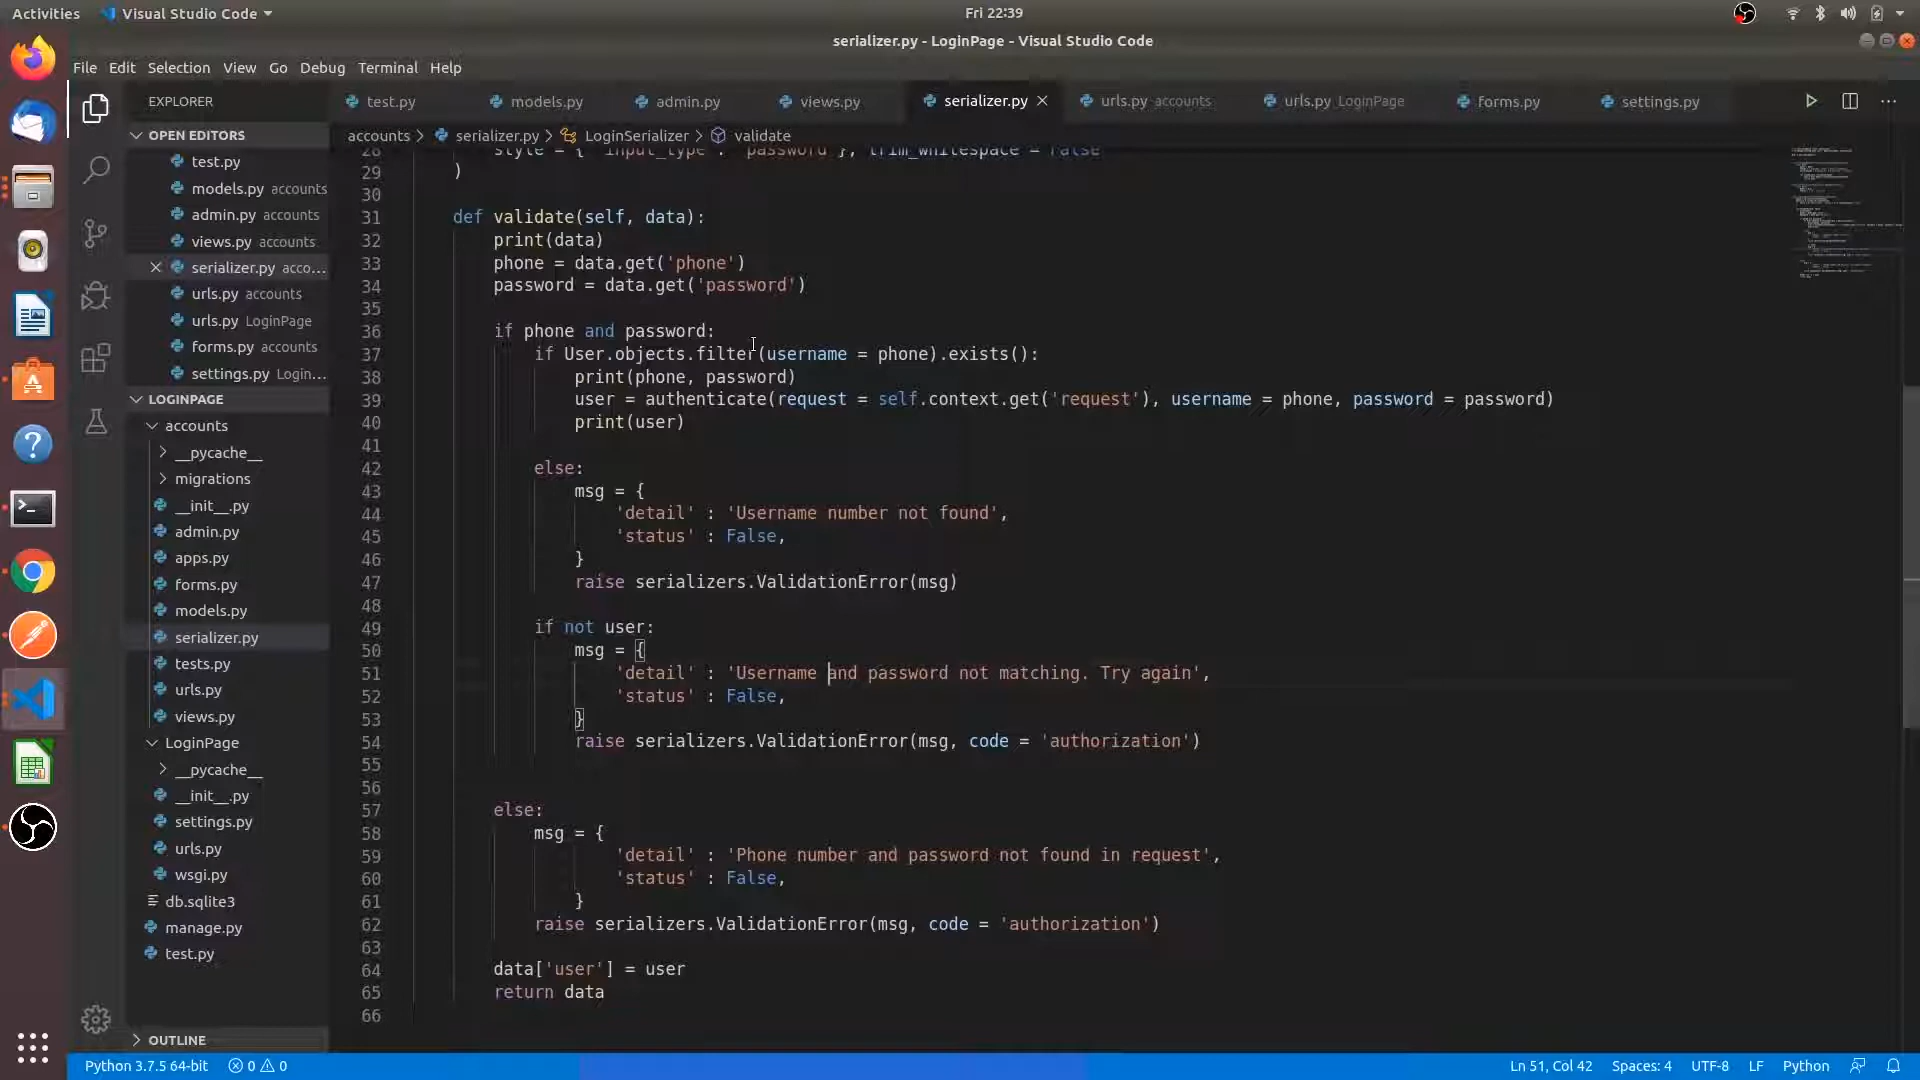 Activities
Visual Studio Code
Fri 22:39
serializer.py - LoginPage - Visual Studio Code
File Edit Selection View Go Debug Terminal Help
EXPLORER
OPEN EDITORS
test.py
models.py accounts
admin.py accounts
views.py accounts
serializer.py acco...
urls.py accounts
urls.py LoginPage
forms.py accounts
settings.py Login...
LOGINPAGE
accounts
__pycache__
migrations
__init__.py
admin.py
apps.py
forms.py
models.py
serializer.py
tests.py
urls.py
views.py
LoginPage
__pycache__
__init__.py
settings.py
urls.py
wsgi.py
db.sqlite3
manage.py
test.py
OUTLINE
test.py models.py admin.py views.py serializer.py urls.py accounts urls.py LoginPage forms.py settings.py
accounts > serializer.py > LoginSerializer > validate
28 style = { 'input_type' : 'password'}, trim_whitespace = False
29 )
30
31 def validate(self, data):
32 print(data)
33 phone = data.get('phone')
34 password = data.get('password')
35
36 if phone and password:
37 if User.objects.filter(username = phone).exists():
38 print(phone, password)
39 user = authenticate(request = self.context.get('request'), username = phone, password = password)
40 print(user)
41
42 else:
43 msg = {
44 'detail' : 'Username number not found',
45 'status' : False,
46 }
47 raise serializers.ValidationError(msg)
48
49 if not user:
50 msg = {
51 'detail' : 'Username and password not matching. Try again',
52 'status' : False,
53 }
54 raise serializers.ValidationError(msg, code = 'authorization')
55
56
57 else:
58 msg = {
59 'detail' : 'Phone number and password not found in request',
60 'status' : False,
61 }
62 raise serializers.ValidationError(msg, code = 'authorization')
63
64 data['user'] = user
65 return data
66
Python 3.7.5 64-bit 0 0
Ln 51, Col 42 Spaces: 4 UTF-8 LF Python